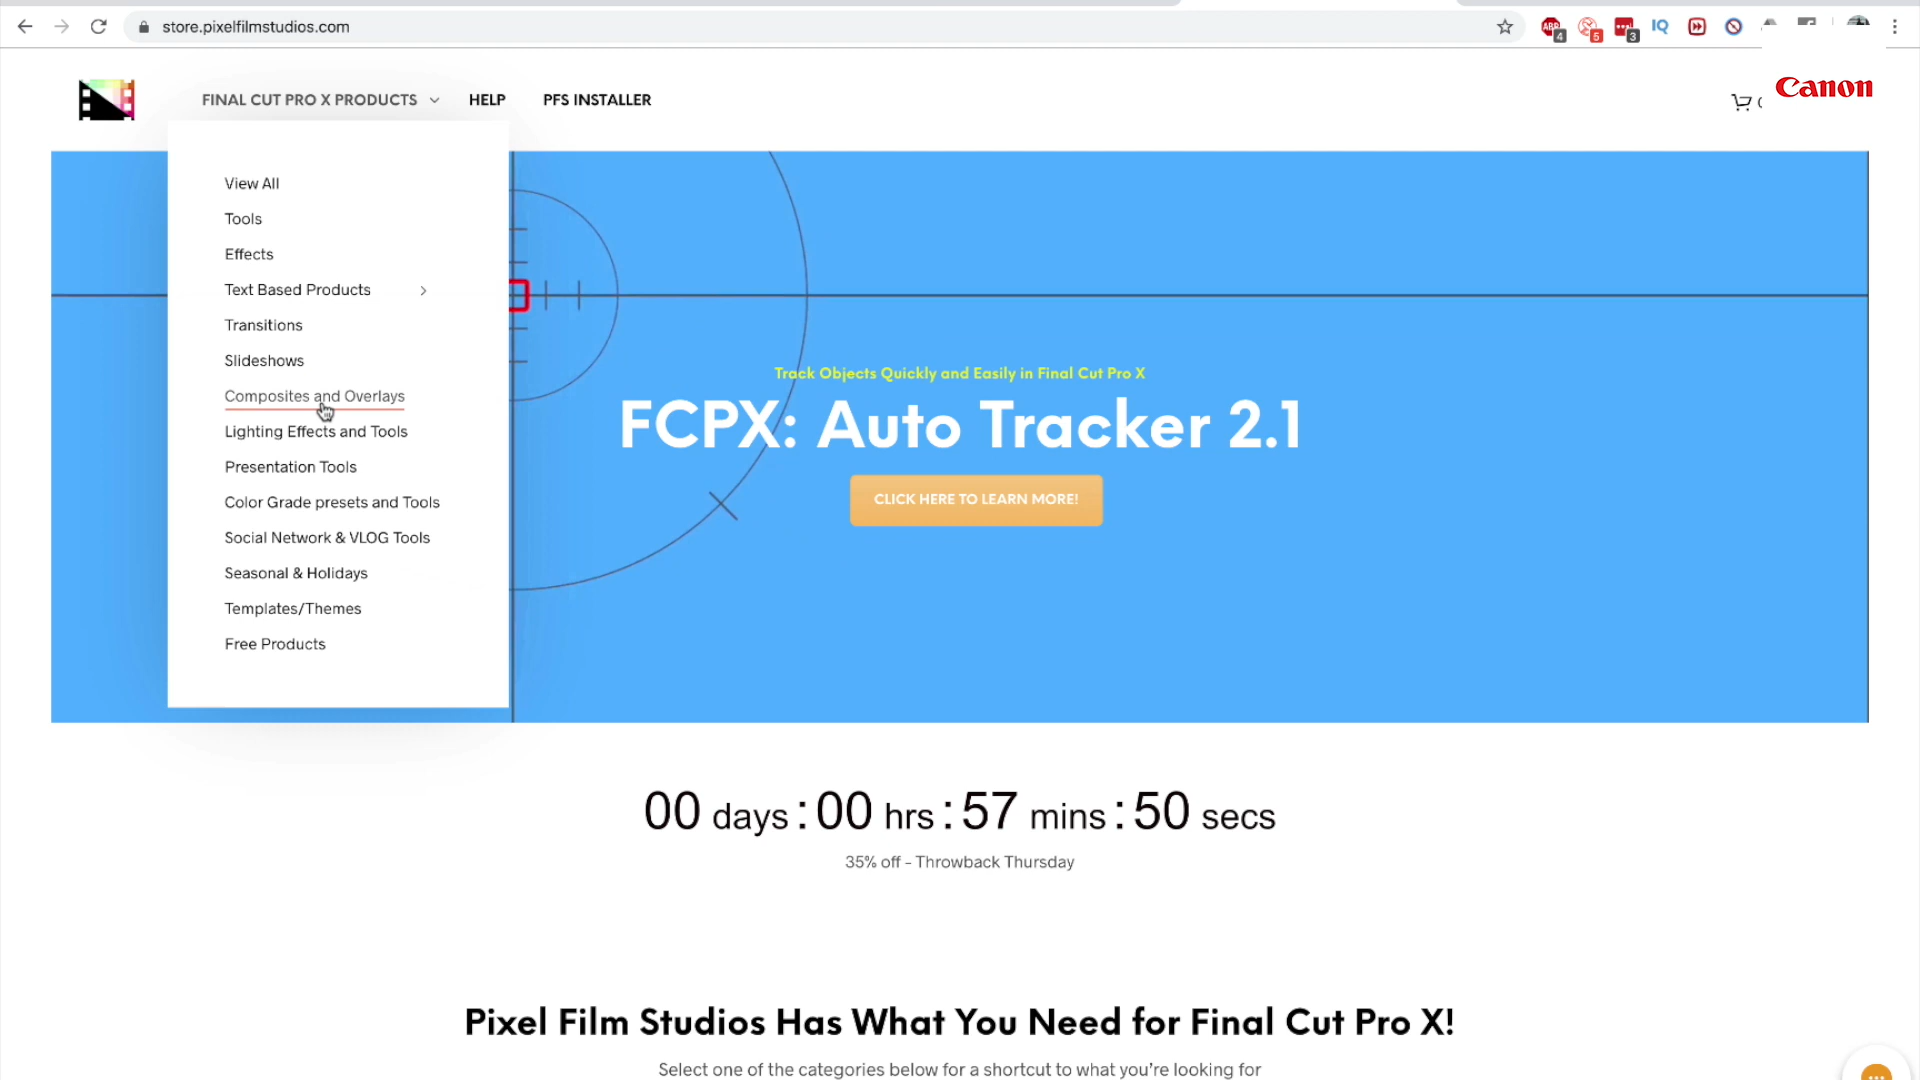 store.pixelfilmstudios.com
ABP 4 5 3 IQ
FINAL CUT PRO X PRODUCTS HELP PFS INSTALLER
Canon
View All
Tools
Effects
Text Based Products
Transitions
Slideshows
Composites and Overlays
Lighting Effects and Tools
Presentation Tools
Color Grade presets and Tools
Social Network & VLOG Tools
Seasonal & Holidays
Templates/Themes
Free Products
Track Objects Quickly and Easily in Final Cut Pro X
FCPX: Auto Tracker 2.1
CLICK HERE TO LEARN MORE!
00 days : 00 hrs : 57 mins : 50 secs
35% off - Throwback Thursday
Pixel Film Studios Has What You Need for Final Cut Pro X!
Select one of the categories below for a shortcut to what you're looking for